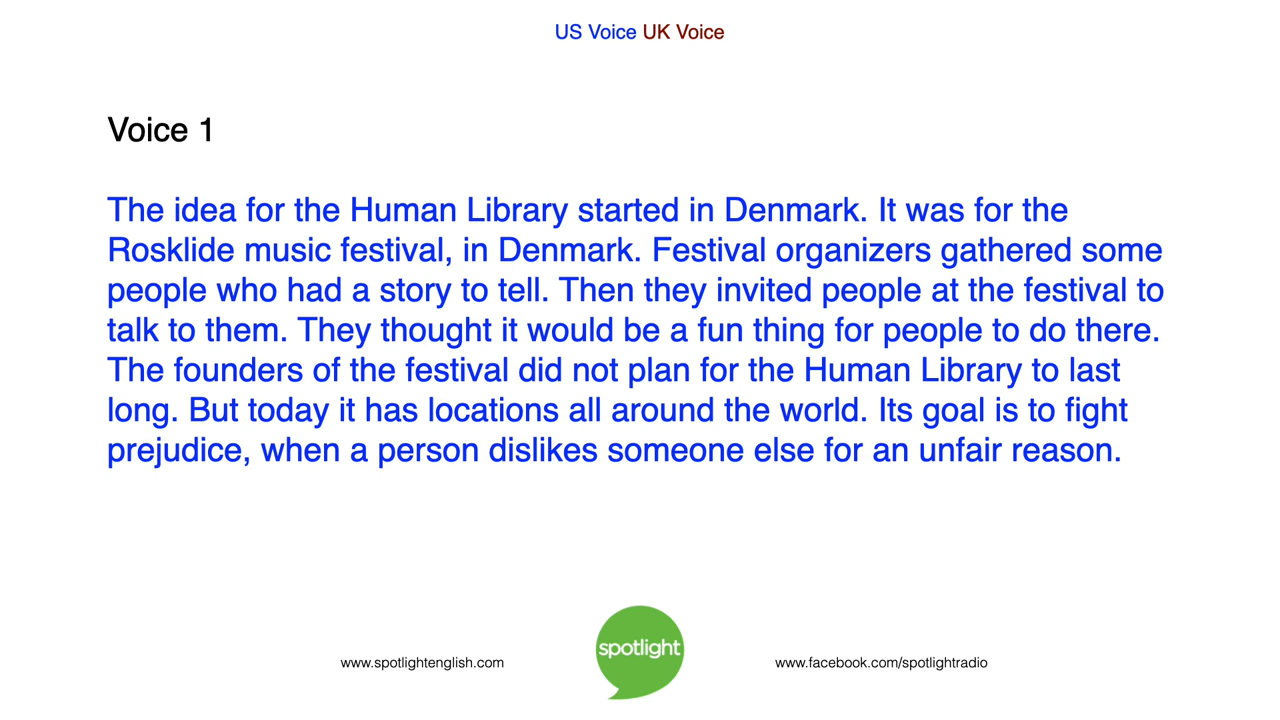 US Voice UK Voice
Voice 1
The idea for the Human Library started in Denmark. It was for the
Rosklide music festival, in Denmark. Festival organizers gathered some
people who had a story to tell. Then they invited people at the festival to
talk to them. They thought it would be a fun thing for people to do there.
The founders of the festival did not plan for the Human Library to last
long. But today it has locations all around the world. Its goal is to fight
prejudice, when a person dislikes someone else for an unfair reason.
www.spotlightenglish.com
spotlight
www.facebook.com/spotlightradio